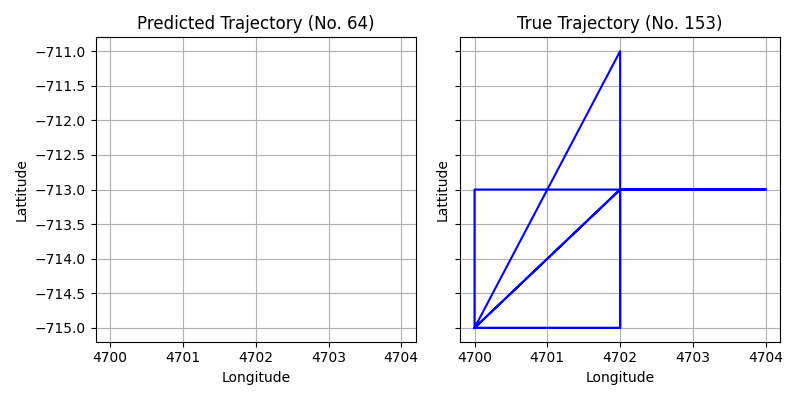 Predicted Trajectory (No. 64)
True Trajectory (No. 153)
−711.0
−711.5
−712.0
−712.5
−713.0
−713.5
−714.0
−714.5
−715.0
Lattitude
Lattitude
4700 4701 4702 4703 4704
4700 4701 4702 4703 4704
Longitude
Longitude